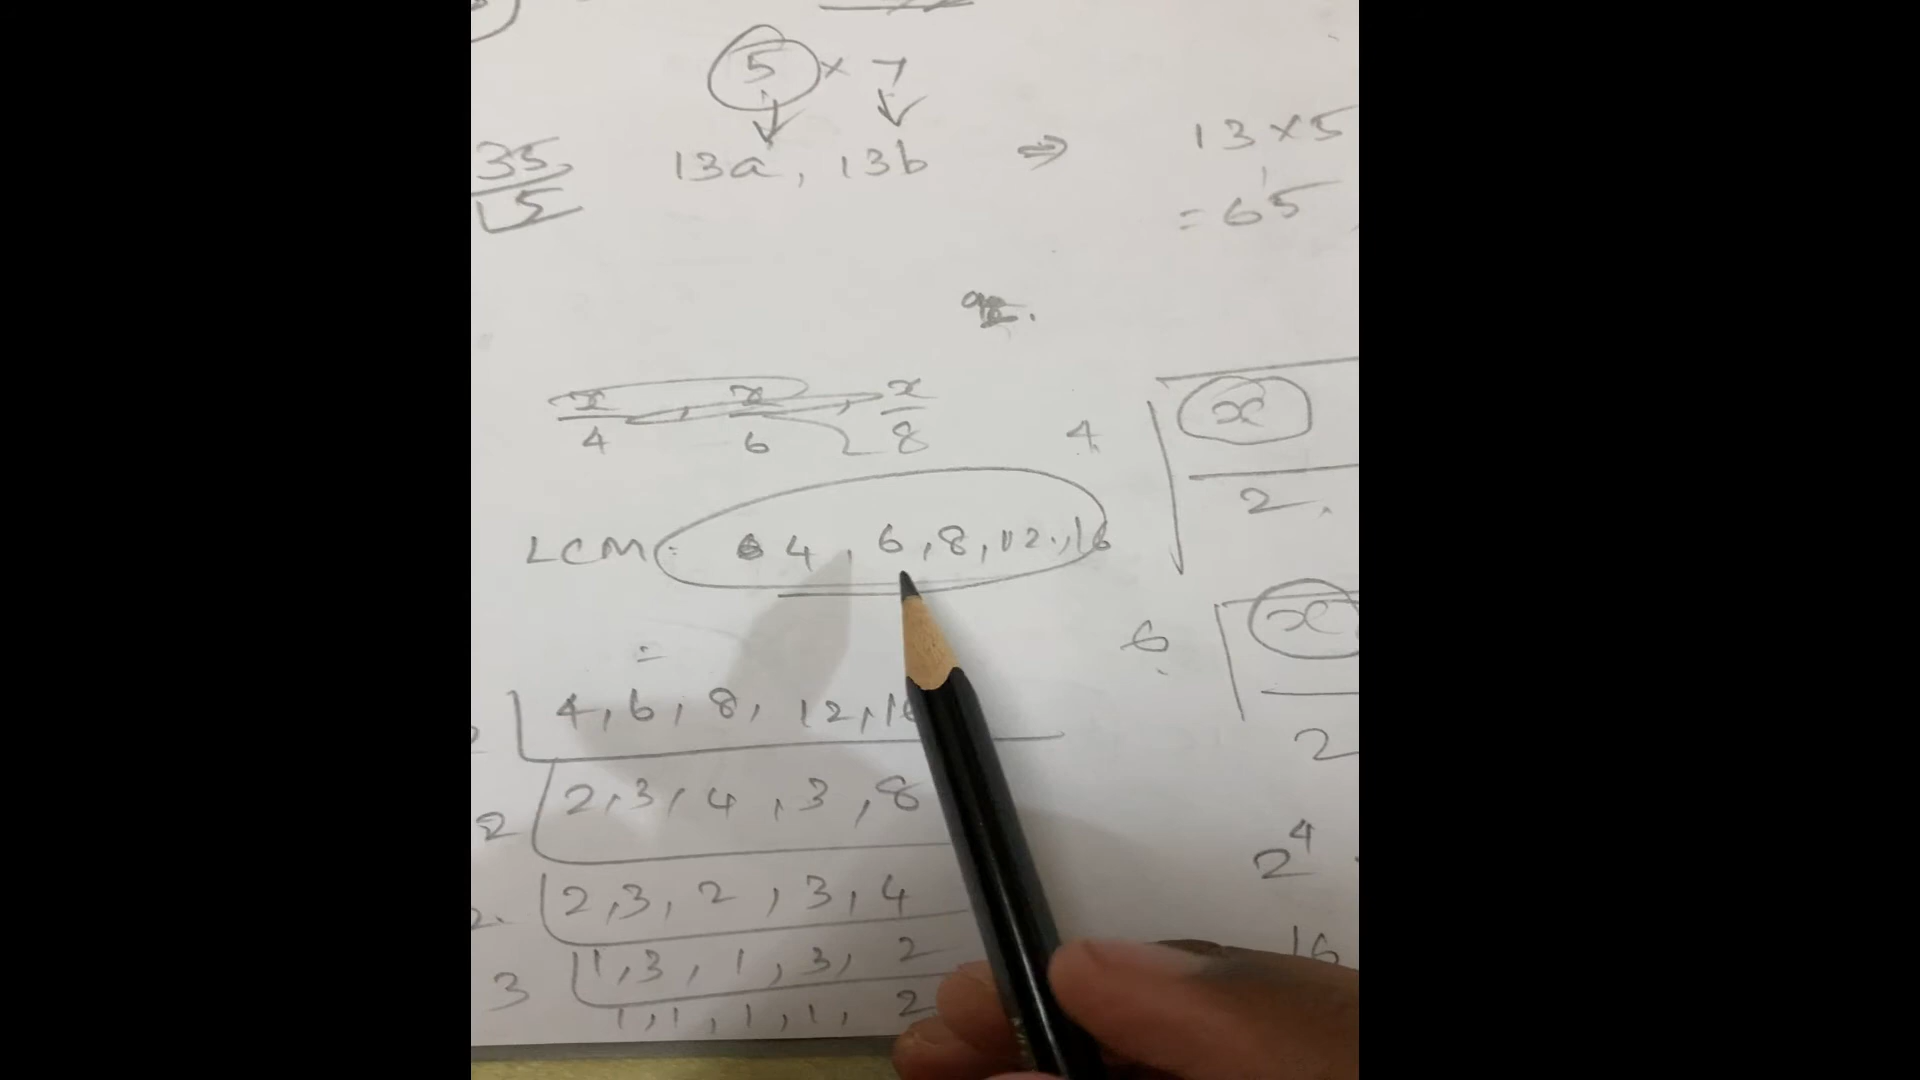 5 × 7
35
5
13a, 13b ⇒ 13 × 5
= 65
x/4, x/6, x/8
4 x
2.
LCM: 4, 6, 8, 12, 16
6 x
2
=
4, 6, 8, 12, 16
2 2, 3, 4, 3, 8
2⁴
2. 2, 3, 2, 3, 4
16
3 1, 3, 1, 3, 2
1, 1, 1, 1, 2